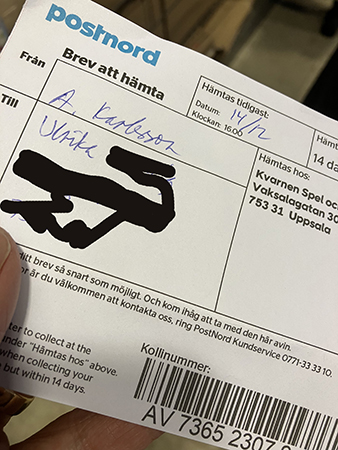 postnord
Brev att hämta
Från
A. Karlsson
Till
Ulrika
Hämtas tidigast:
Datum: 14/12
Klockan: 16.00
14 da
Hämtas hos:
Kvarnen Spel oc
Vaksalagatan 30
753 31 Uppsala
ditt brev så snart som möjligt. Och kom ihåg att ta med den här avin.
or är du välkommen att kontakta oss, ring PostNord Kundservice 0771-33 33 10.
ter to collect at the
under "Hämtas hos" above.
when collecting your
e but within 14 days.
Kollinummer:
AV 7365 2307